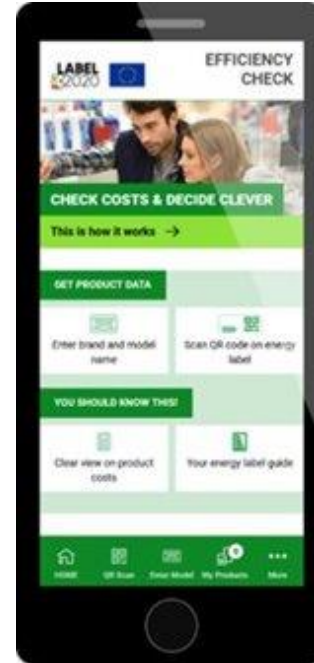 LABEL
2020
EFFICIENCY
CHECK
CHECK COSTS & DECIDE CLEVER
This is how it works →
GET PRODUCT DATA
Enter brand and model
name
Scan QR code on energy
label
YOU SHOULD KNOW THIS!
Clear view on product
costs
Your energy label guide
0
HOME
QR Scan
Enter Model
My Products
More